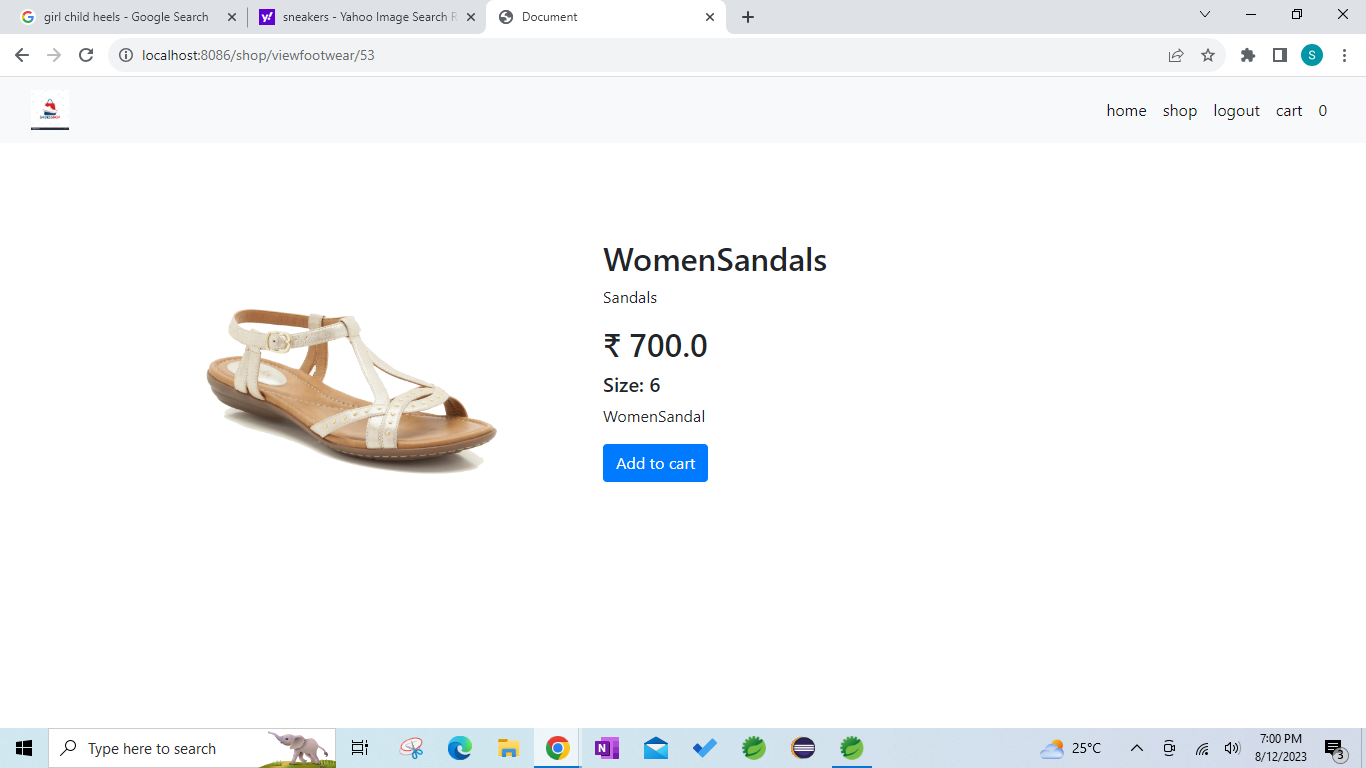 girl child heels - Google Search
sneakers - Yahoo Image Search R
Document
localhost:8086/shop/viewfootwear/53
S
home shop logout cart 0
WomenSandals
Sandals
₹ 700.0
Size: 6
WomenSandal
Add to cart
Type here to search
25°C
7:00 PM
8/12/2023
3